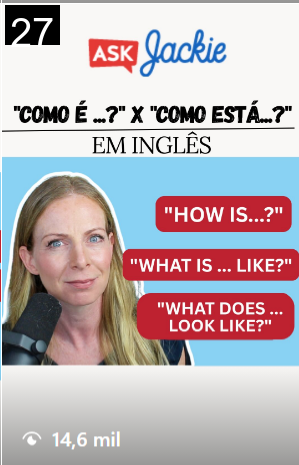 27
ASK Jackie
"COMO É ...?" X "COMO ESTÁ...?"
EM INGLÊS
"HOW IS...?"
"WHAT IS ... LIKE?"
"WHAT DOES ...
LOOK LIKE?"
14,6 mil